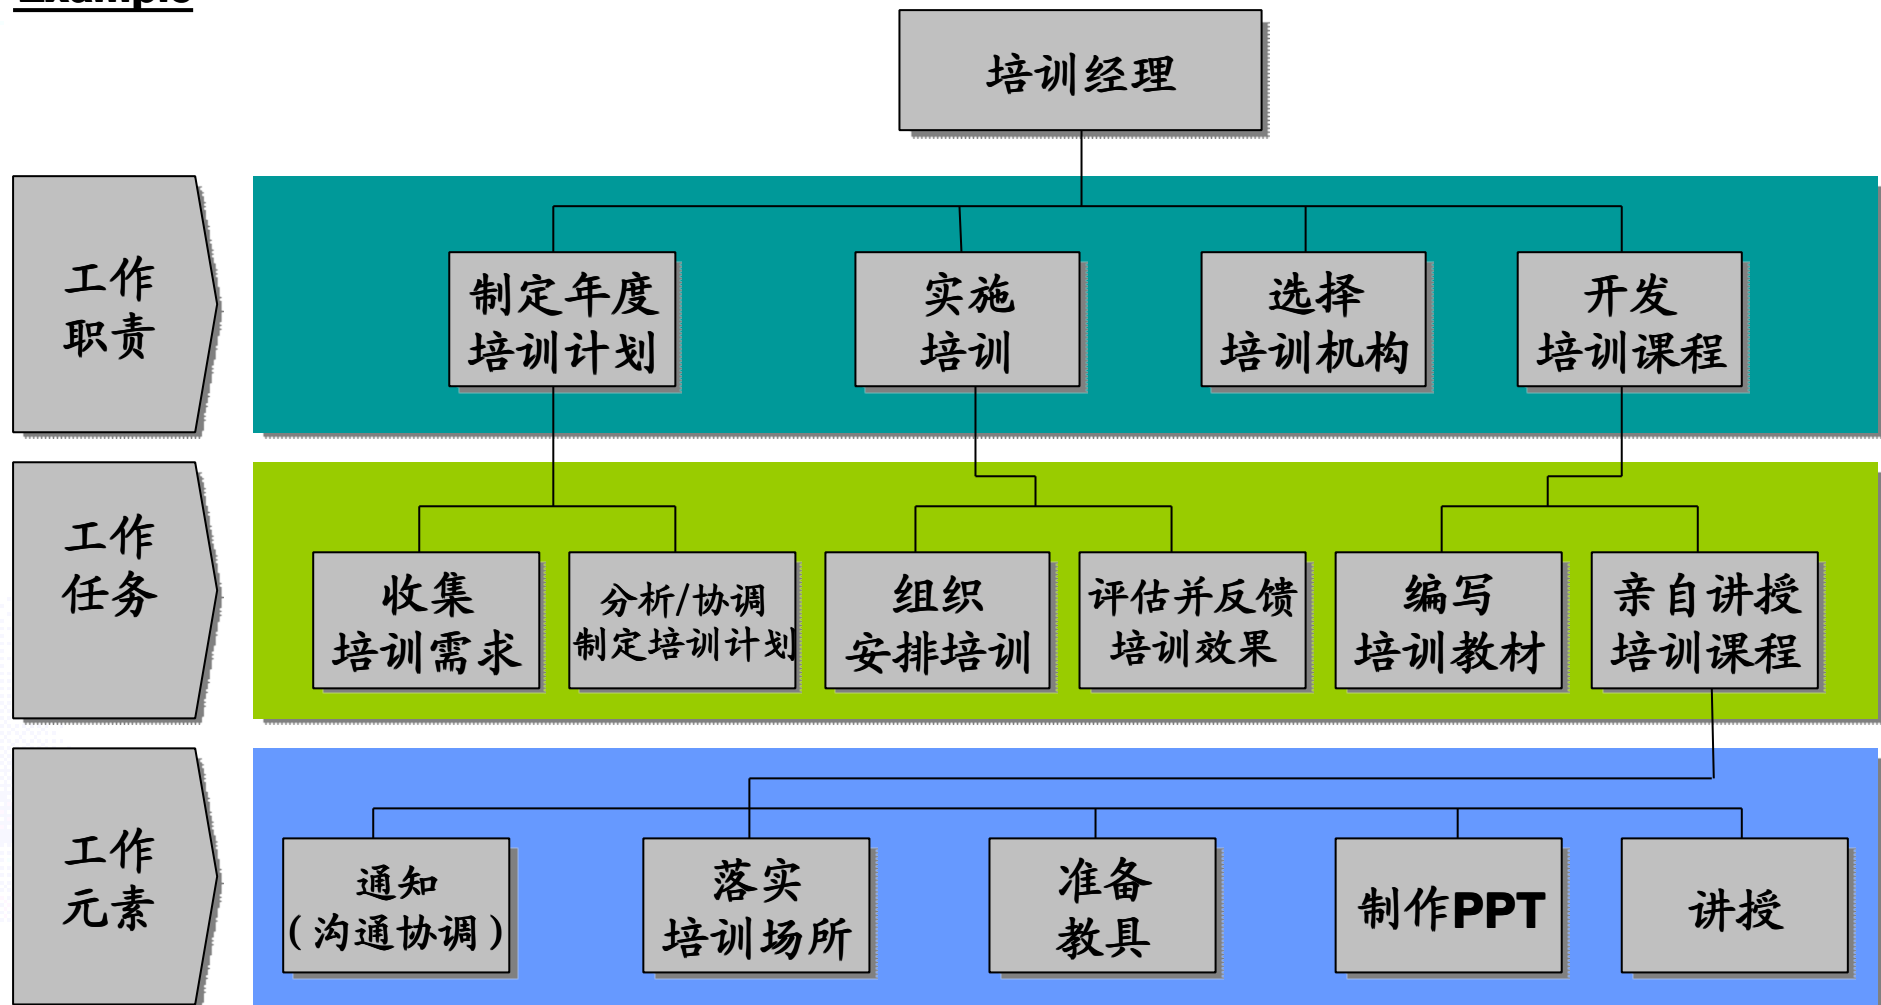 Example
培训经理
工作
职责
制定年度
培训计划
实施
培训
选择
培训机构
开发
培训课程
工作
任务
收集
培训需求
分析/协调
制定培训计划
组织
安排培训
评估并反馈
培训效果
编写
培训教材
亲自讲授
培训课程
工作
元素
通知
(沟通协调)
落实
培训场所
准备
教具
制作PPT
讲授